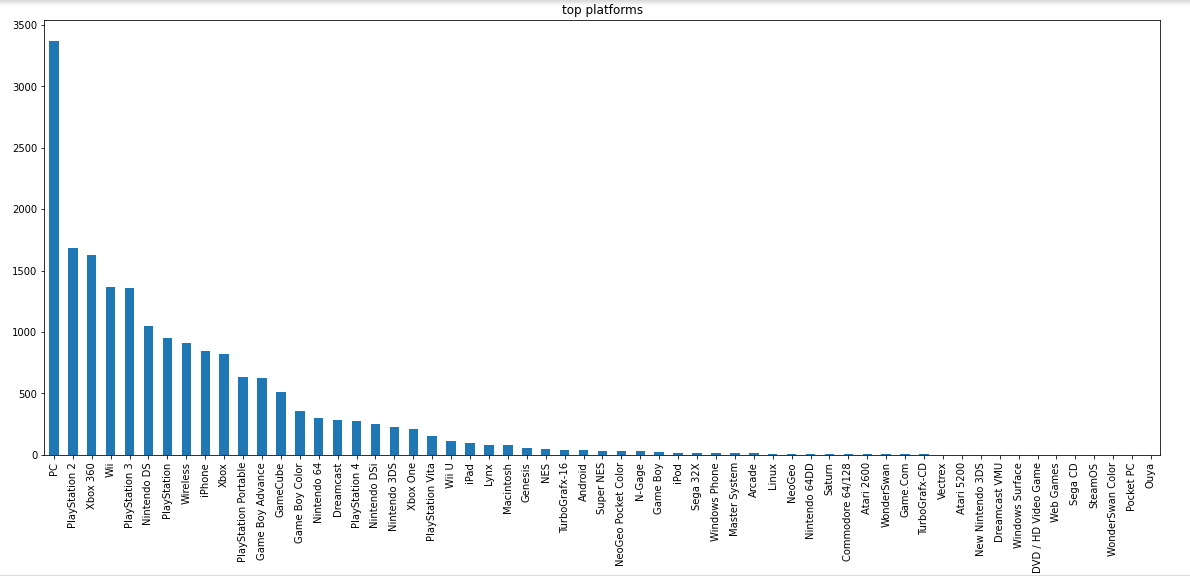 top platforms
3500
3000
2500
2000
1500
1000
500
0
PC
PlayStation 2
Xbox 360
Wii
PlayStation 3
Nintendo DS
PlayStation
Wireless
iPhone
Xbox
PlayStation Portable
Game Boy Advance
GameCube
Game Boy Color
Nintendo 64
Dreamcast
PlayStation 4
Nintendo DSi
Nintendo 3DS
Xbox One
PlayStation Vita
Wii U
iPad
Lynx
Macintosh
Genesis
NES
TurboGrafx-16
Android
Super NES
NeoGeo Pocket Color
N-Gage
Game Boy
iPod
Sega 32X
Windows Phone
Master System
Arcade
Linux
NeoGeo
Nintendo 64DD
Saturn
Commodore 64/128
Atari 2600
WonderSwan
Game.Com
TurboGrafx-CD
Vectrex
Atari 5200
New Nintendo 3DS
Dreamcast VMU
Windows Surface
DVD / HD Video Game
Web Games
Sega CD
SteamOS
WonderSwan Color
Pocket PC
Ouya